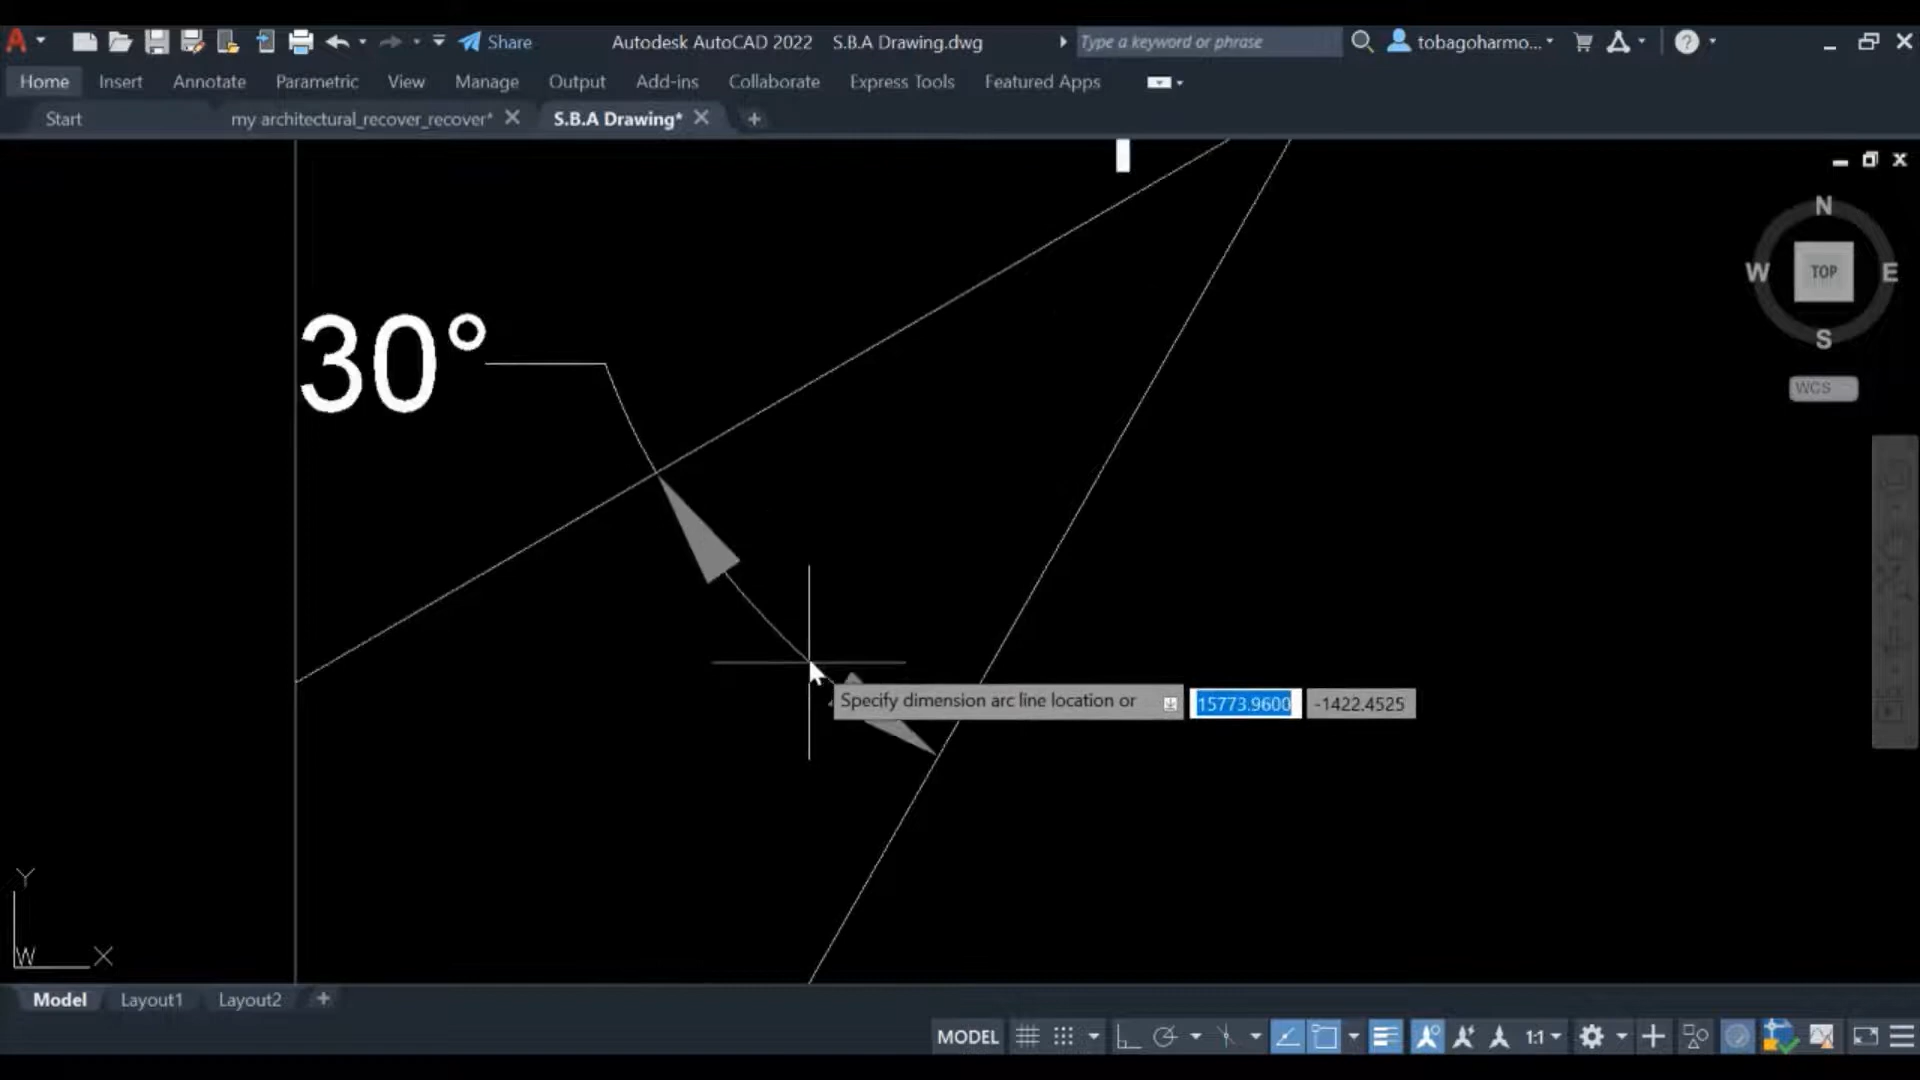 A Share Autodesk AutoCAD 2022 S.B.A Drawing.dwg Type a keyword or phrase tobagoharmo... ?
Home Insert Annotate Parametric View Manage Output Add-ins Collaborate Express Tools Featured Apps
Start my architectural_recover_recover* S.B.A Drawing* +
N
W TOP E
S
WCS
30°
Specify dimension arc line location or 15773.9600 -1422.4525
Y
W X
Model Layout1 Layout2 +
MODEL 1:1